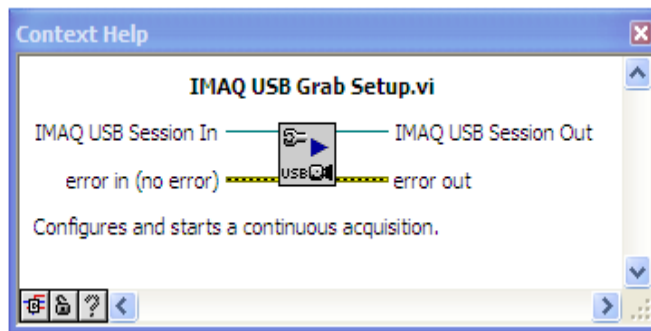 Context Help
IMAQ USB Grab Setup.vi
IMAQ USB Session In IMAQ USB Session Out
USB
error in (no error) error out
Configures and starts a continuous acquisition.
?